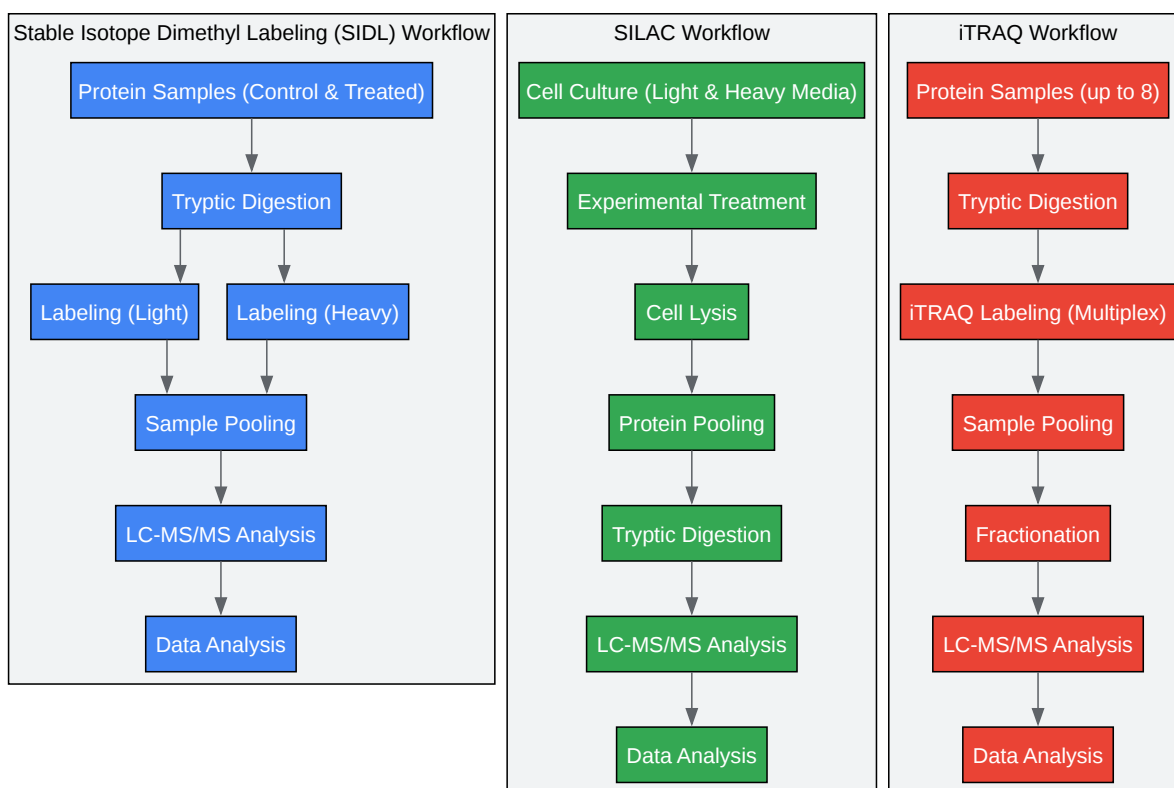 Stable Isotope Dimethyl Labeling (SIDL) Workflow
Protein Samples (Control & Treated)
Tryptic Digestion
Labeling (Light)
Labeling (Heavy)
Sample Pooling
LC-MS/MS Analysis
Data Analysis
SILAC Workflow
Cell Culture (Light & Heavy Media)
Experimental Treatment
Cell Lysis
Protein Pooling
Tryptic Digestion
LC-MS/MS Analysis
Data Analysis
iTRAQ Workflow
Protein Samples (up to 8)
Tryptic Digestion
iTRAQ Labeling (Multiplex)
Sample Pooling
Fractionation
LC-MS/MS Analysis
Data Analysis